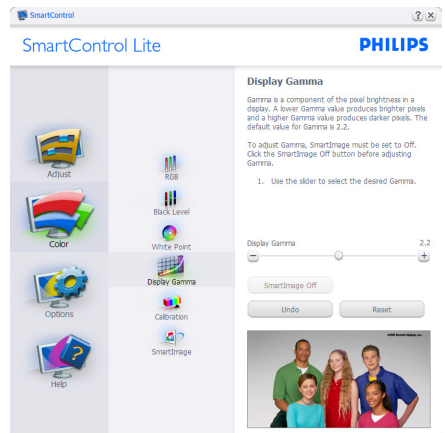 SmartControl
?
SmartControl Lite
PHILIPS
Adjust
Color
Options
Help
RGB
Black Level
White Point
Display Gamma
Calibration
SmartImage
Display Gamma
Gamma is a component of the pixel brightness in a
display. A lower Gamma value produces brighter pixels
and a higher Gamma value produces darker pixels. The
default value for Gamma is 2.2.
To adjust Gamma, SmartImage must be set to Off.
Click the SmartImage Off button before adjusting
Gamma.
1. Use the slider to select the desired Gamma.
Display Gamma 2.2
SmartImage Off
Undo Reset